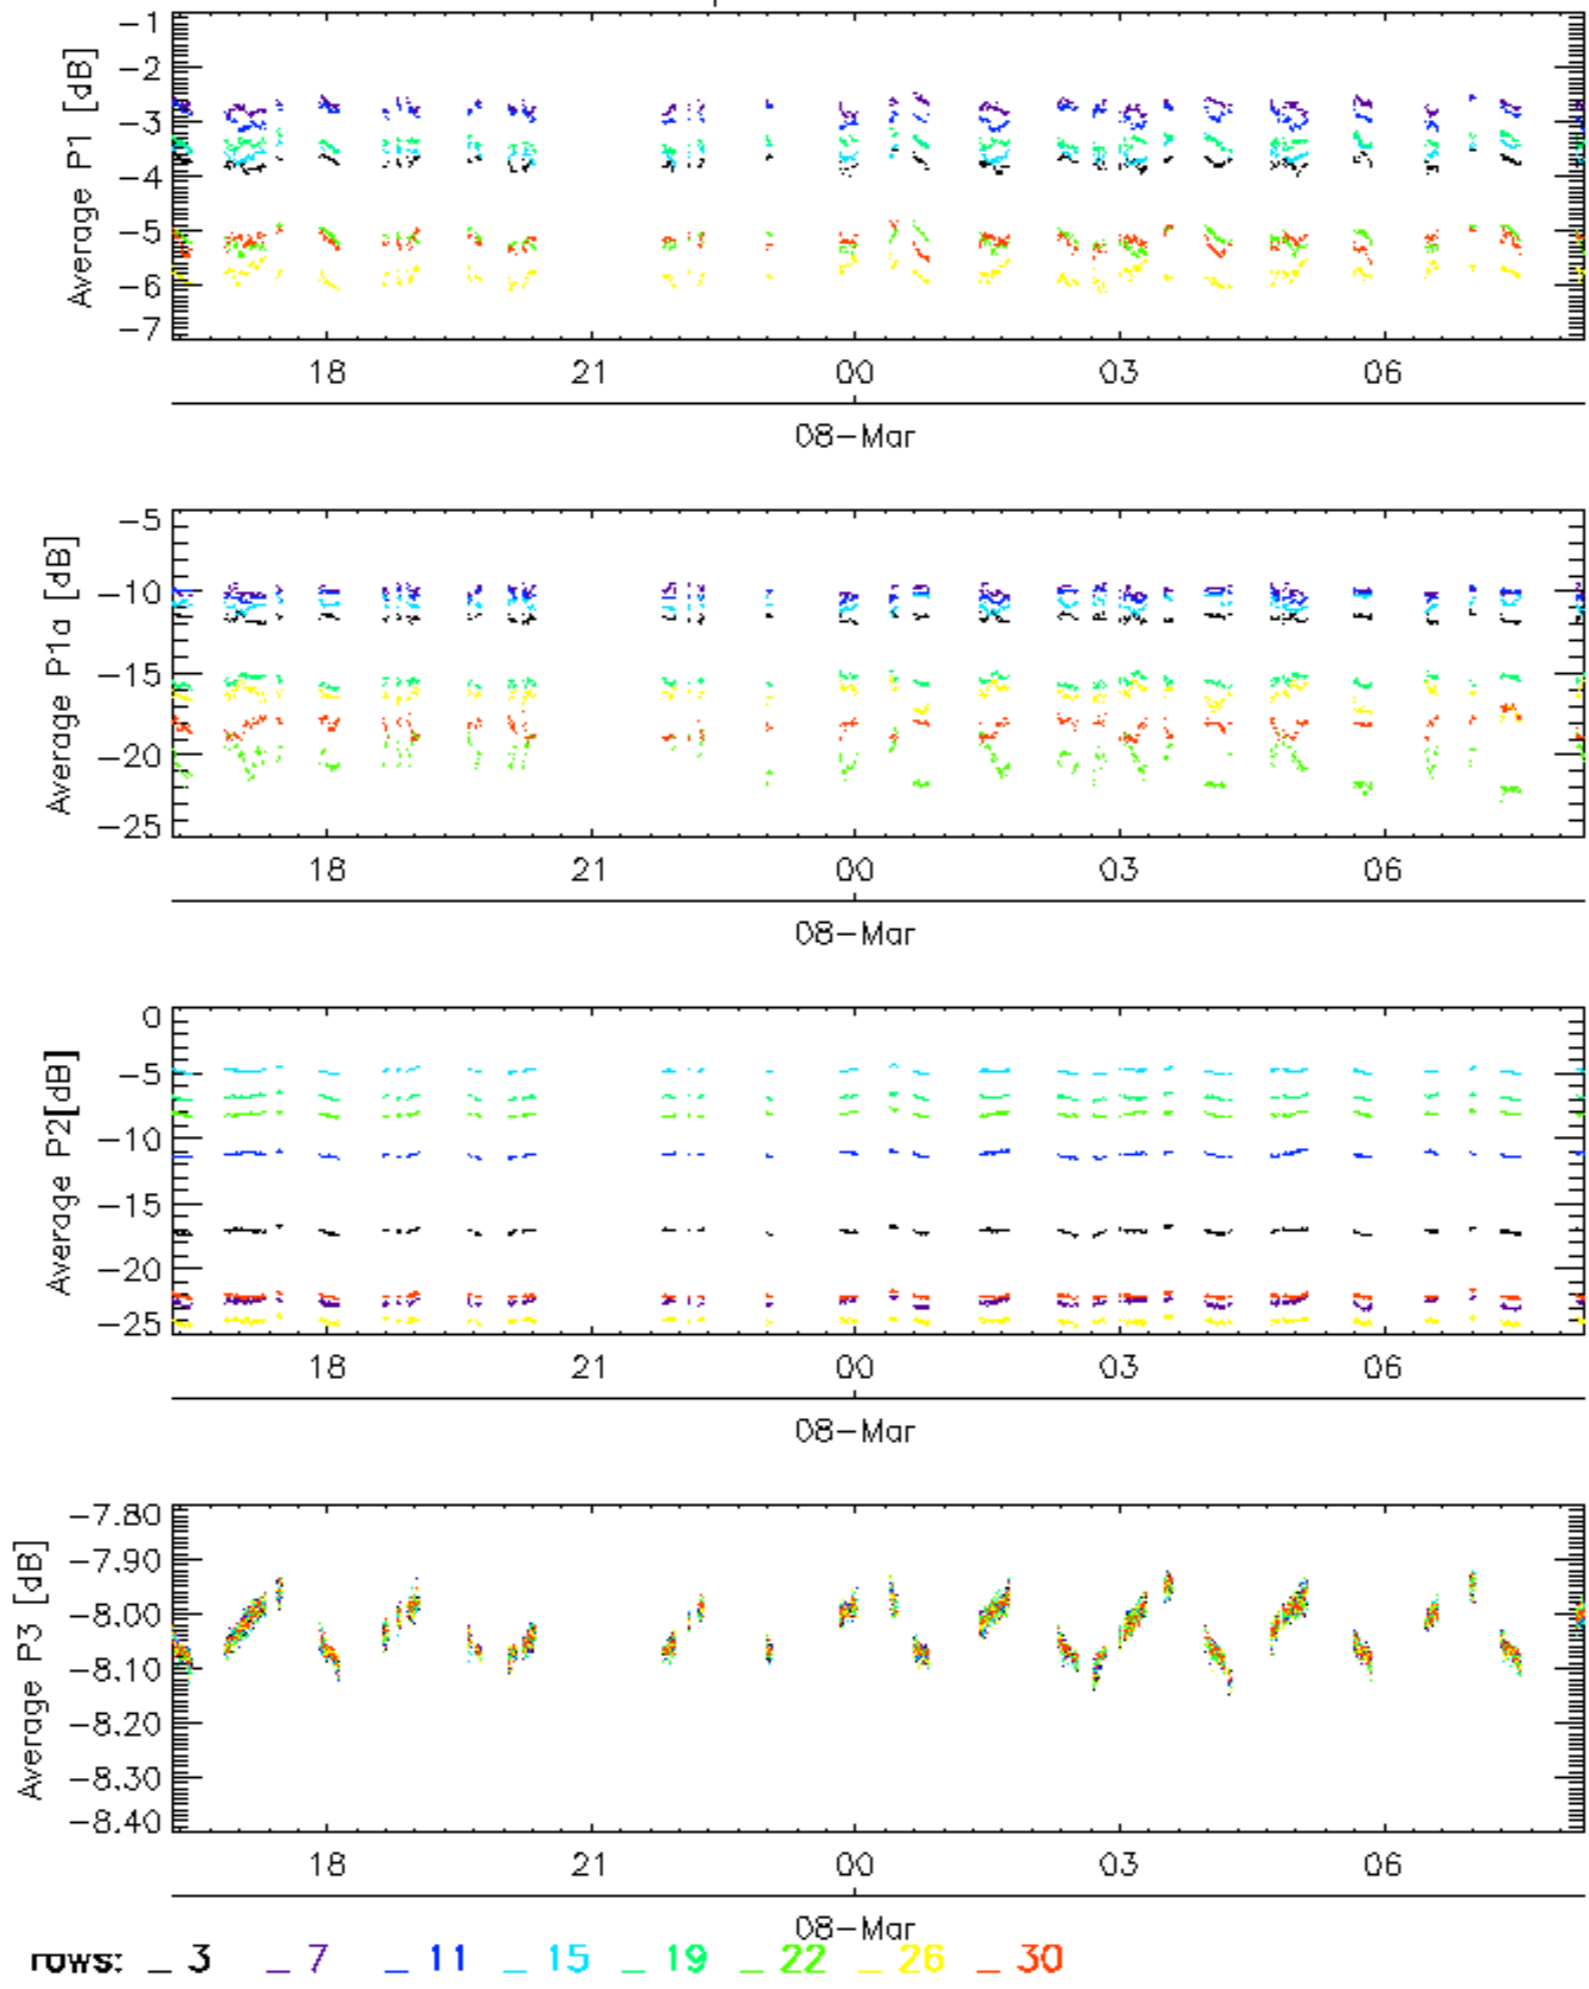 Average P1 [dB]
-1
-2
-3
-4
-5
-6
-7
18 21 00 03 06
08-Mar
Average P1a [dB]
-5
-10
-15
-20
-25
18 21 00 03 06
08-Mar
Average P2[dB]
0
-5
-10
-15
-20
-25
18 21 00 03 06
08-Mar
Average P3 [dB]
-7.80
-7.90
-8.00
-8.10
-8.20
-8.30
-8.40
18 21 00 03 06
08-Mar
rows: _ 3 _ 7 _ 11 _ 15 _ 19 _ 22 _ 26 _ 30